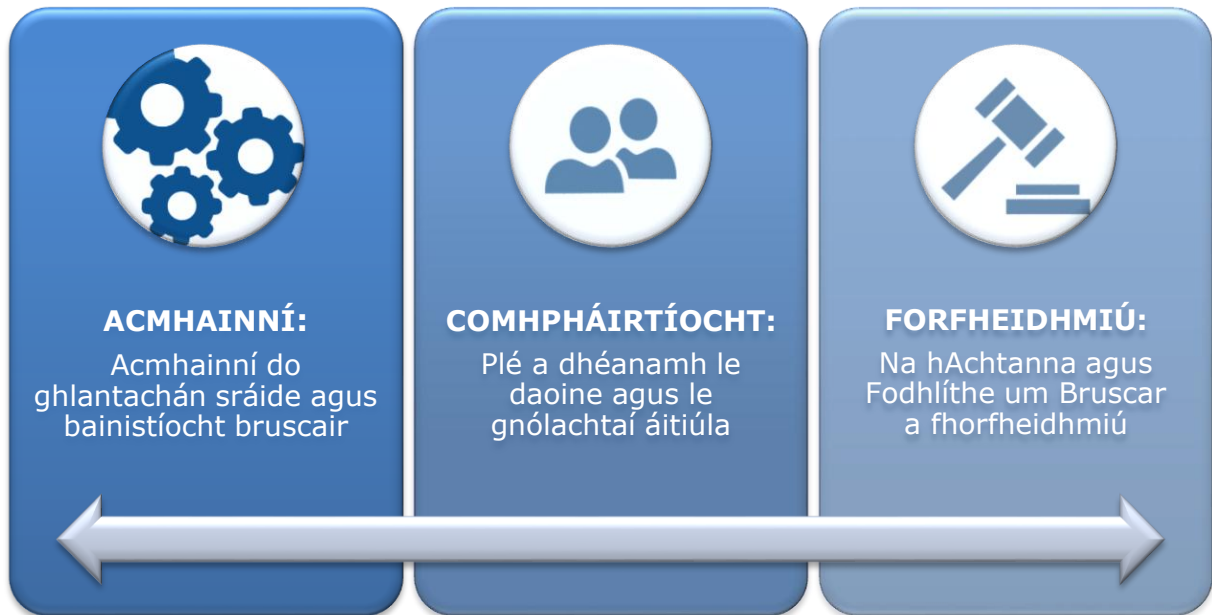 ACMHAINNÍ:
Acmhainní do
ghlantachán sráide agus
bainistíocht bruscair
COMHPHÁIRTÍOCHT:
Plé a dhéanamh le
daoine agus le
gnólachtaí áitiúla
FORFHEIDHMIÚ:
Na hAchtanna agus
Fodhlíthe um Bruscar
a fhorfheidhmiú